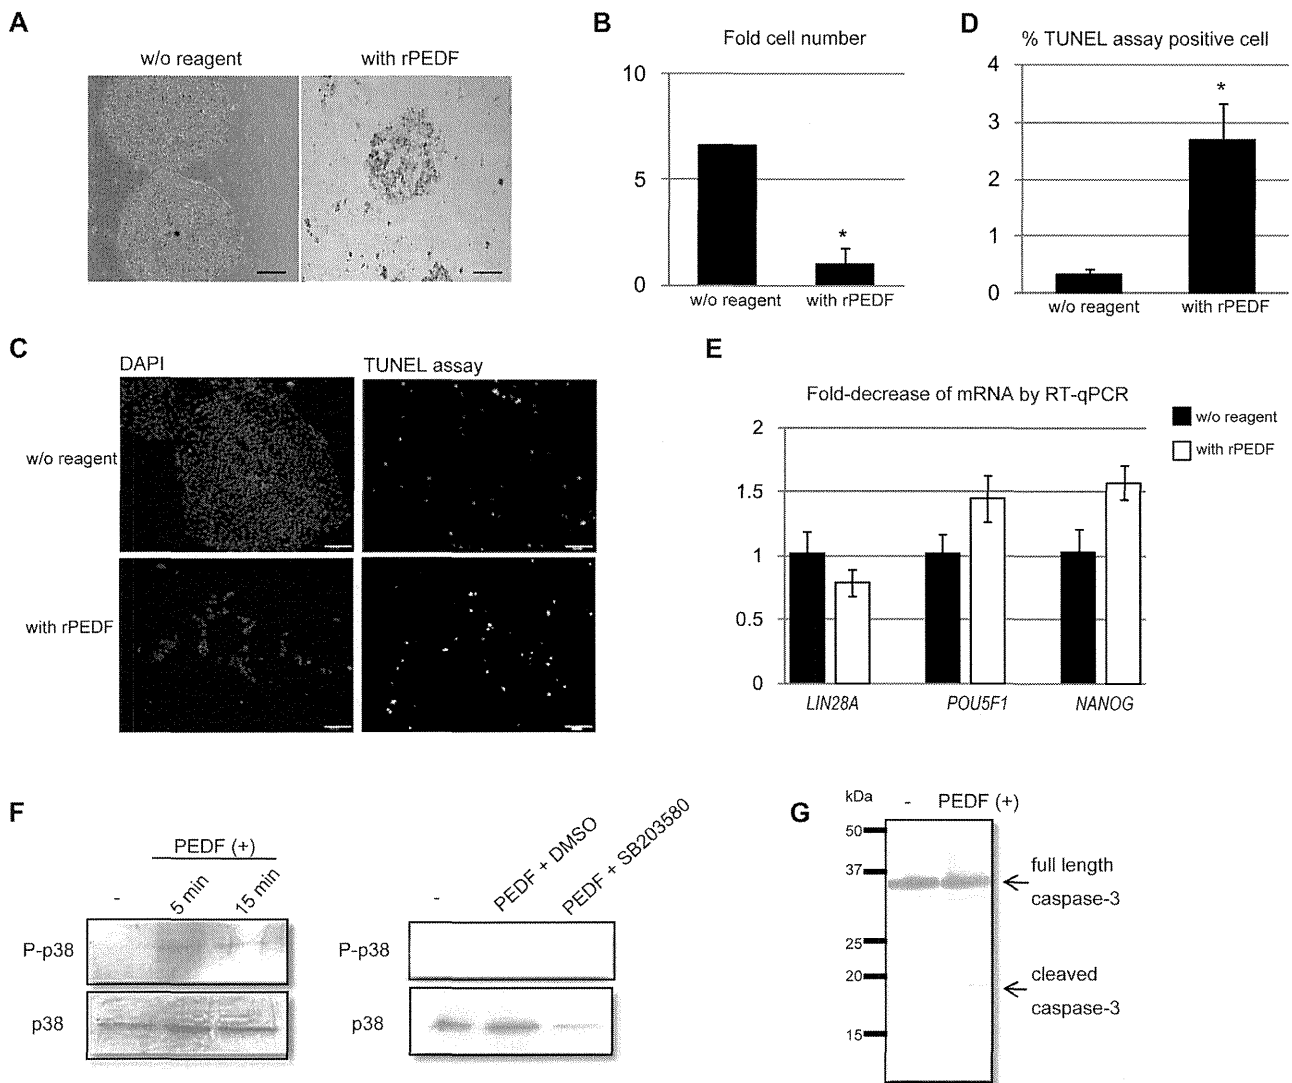 A
w/o reagent
with rPEDF
B
Fold cell number
10
5
0
*
w/o reagent
with rPEDF
D
% TUNEL assay positive cell
4
3
2
1
0
*
w/o reagent
with rPEDF
C
DAPI
TUNEL assay
w/o reagent
with rPEDF
E
Fold-decrease of mRNA by RT-qPCR
w/o reagent
with rPEDF
2
1.5
1
0.5
0
LIN28A
POU5F1
NANOG
F
PEDF (+)
-
5 min
15 min
P-p38
p38
-
PEDF + DMSO
PEDF + SB203580
P-p38
p38
G
kDa
-
PEDF (+)
50
37
25
20
15
full length
caspase-3
cleaved
caspase-3